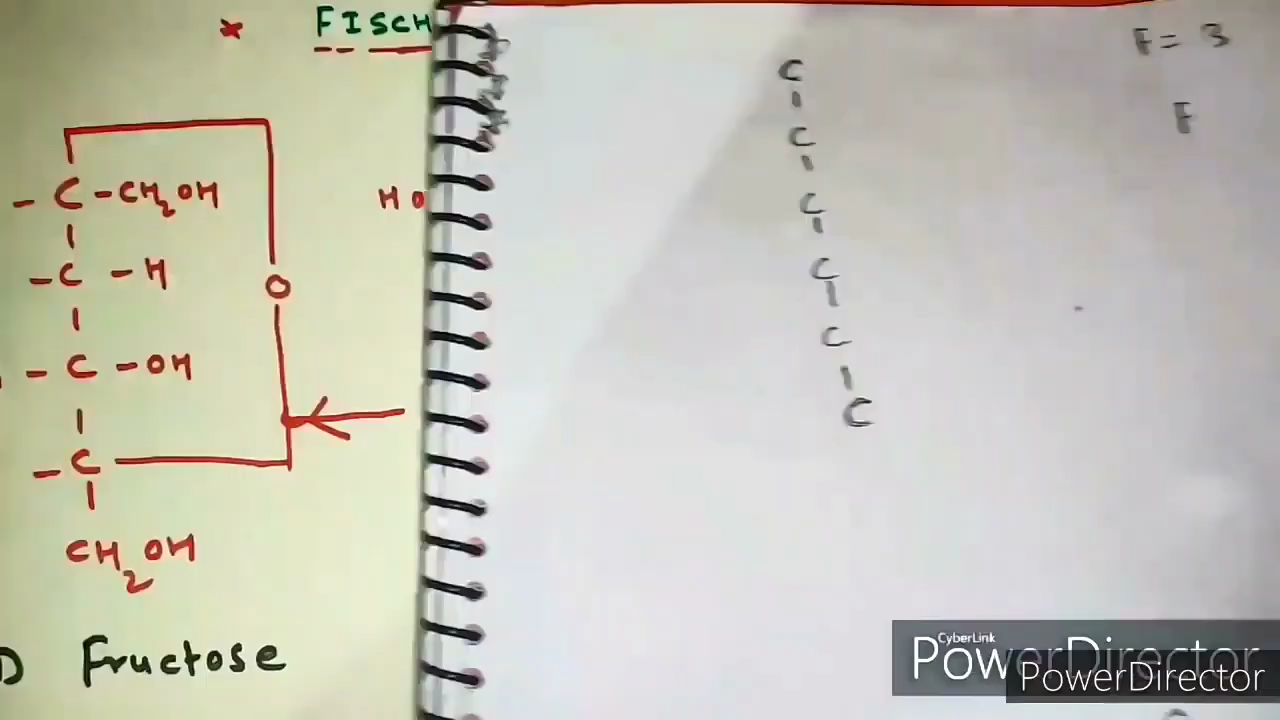 * FISCH
- C - CH2OH
HO
- C - H
O
- C - OH
- C
CH2OH
D Fructose
F = 3
F
C
C
C
C
C
C
CyberLink
PowerDirector
PowerDirector